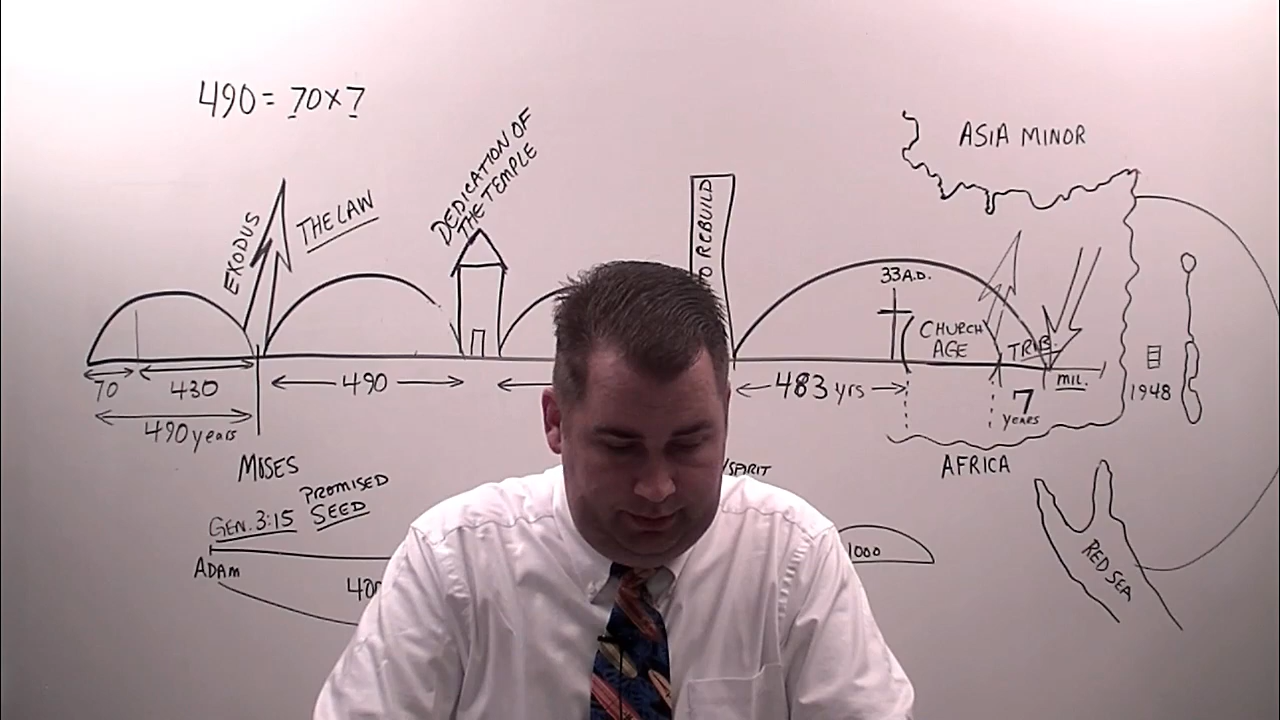 490 = 70 x 7
ASIA MINOR
EXODUS
THE LAW
DEDICATION OF
THE TEMPLE
TO REBUILD
33 A.D.
CHURCH
AGE
TRIB.
70
430
490
483 yrs
7
years
mil.
1948
490 years
MOSES
AFRICA
SPIRIT
GEN. 3:15
PROMISED
SEED
ADAM
1000
RED SEA